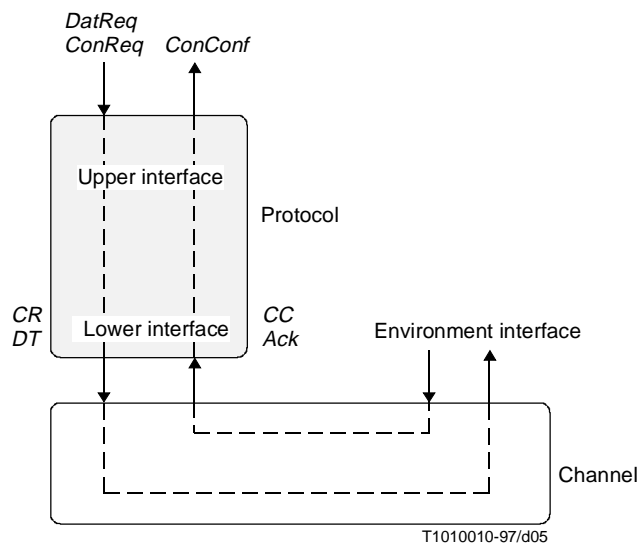 DatReq
ConReq ConConf
Upper interface
Protocol
CR
DT
Lower interface
CC
Ack
Environment interface
Channel
T1010010-97/d05